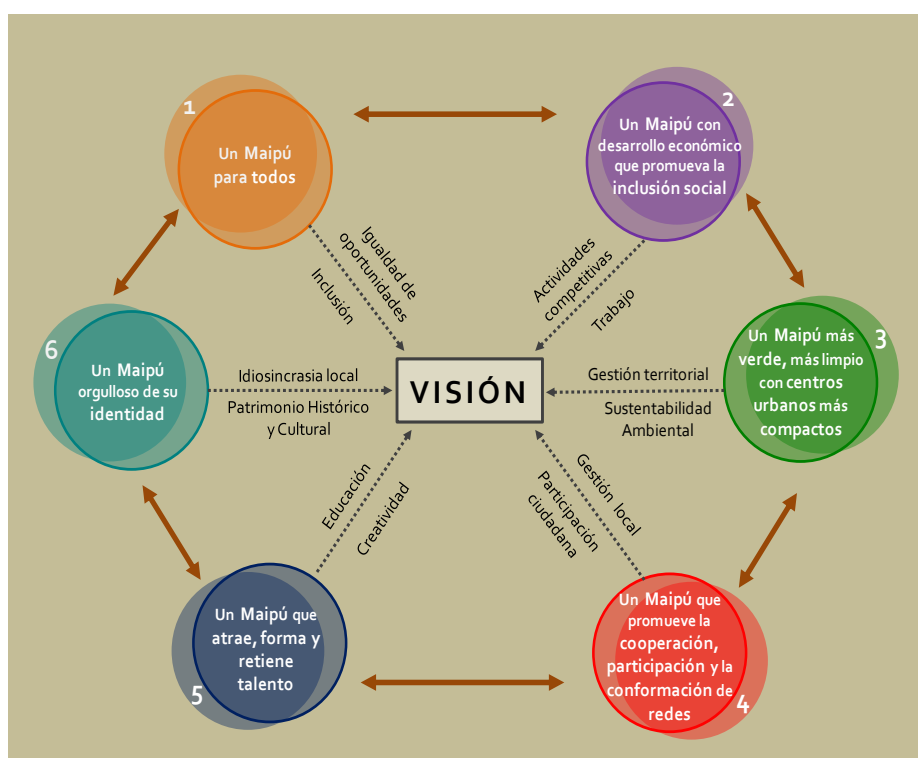 1
Un Maipú
para todos
2
Un Maipú con
desarrollo económico
que promueva la
inclusión social
Igualdad de
oportunidades
Inclusión
Actividades
competitivas
Trabajo
6
Un Maipú
orgulloso de su
identidad
Idiosincrasia local
Patrimonio Histórico
y Cultural
VISIÓN
Gestión territorial
Sustentabilidad
Ambiental
3
Un Maipú más
verde, más limpio
con centros
urbanos más
compactos
Educación
Creatividad
Gestión local
Participación
ciudadana
5
Un Maipú que
atrae, forma y
retiene
talento
4
Un Maipú que
promueve la
cooperación,
participación y la
conformación de
redes